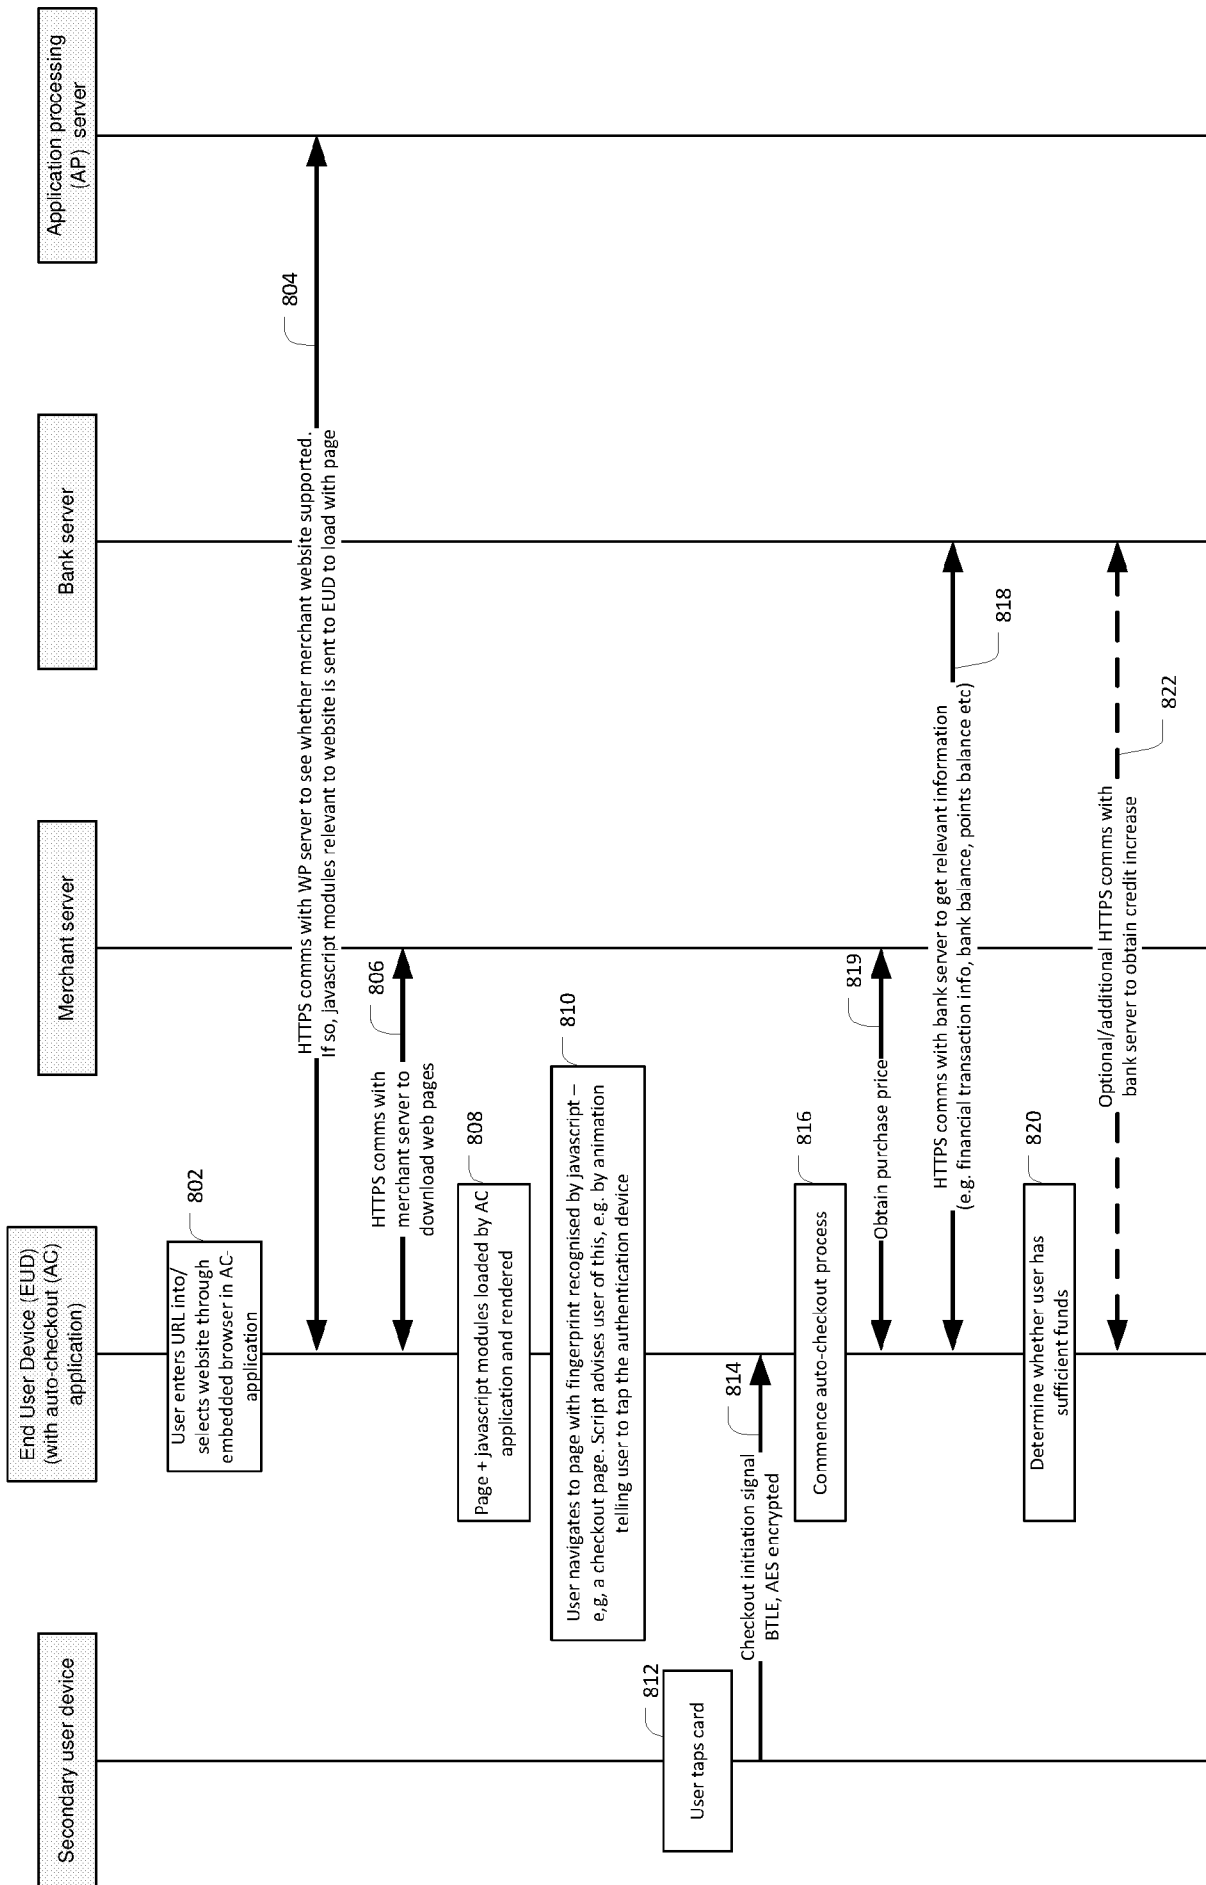 Secondary user device
End User Device (EUD)
(with auto-checkout (AC)
application)
Merchant server
Bank server
Application processing
(AP) server
802
User enters URL into/
selects website through
embedded browser in AC-
application
804
HTTPS comms with WP server to see whether merchant website supported.
If so, javascript modules relevant to website is sent to EUD to load with page
806
HTTPS comms with
merchant server to
download web pages
808
Page + javascript modules loaded by AC
application and rendered
810
User navigates to page with fingerprint recognised by javascript –
e,g, a checkout page. Script advises user of this, e.g. by animation
telling user to tap the authentication device
812
User taps card
814
Checkout initiation signal
BTLE, AES encrypted
816
Commence auto-checkout process
819
Obtain purchase price
HTTPS comms with bank server to get relevant information
(e.g. financial transaction info, bank balance, points balance etc)
818
820
Determine whether user has
sufficient funds
Optional/additional HTTPS comms with
bank server to obtain credit increase
822